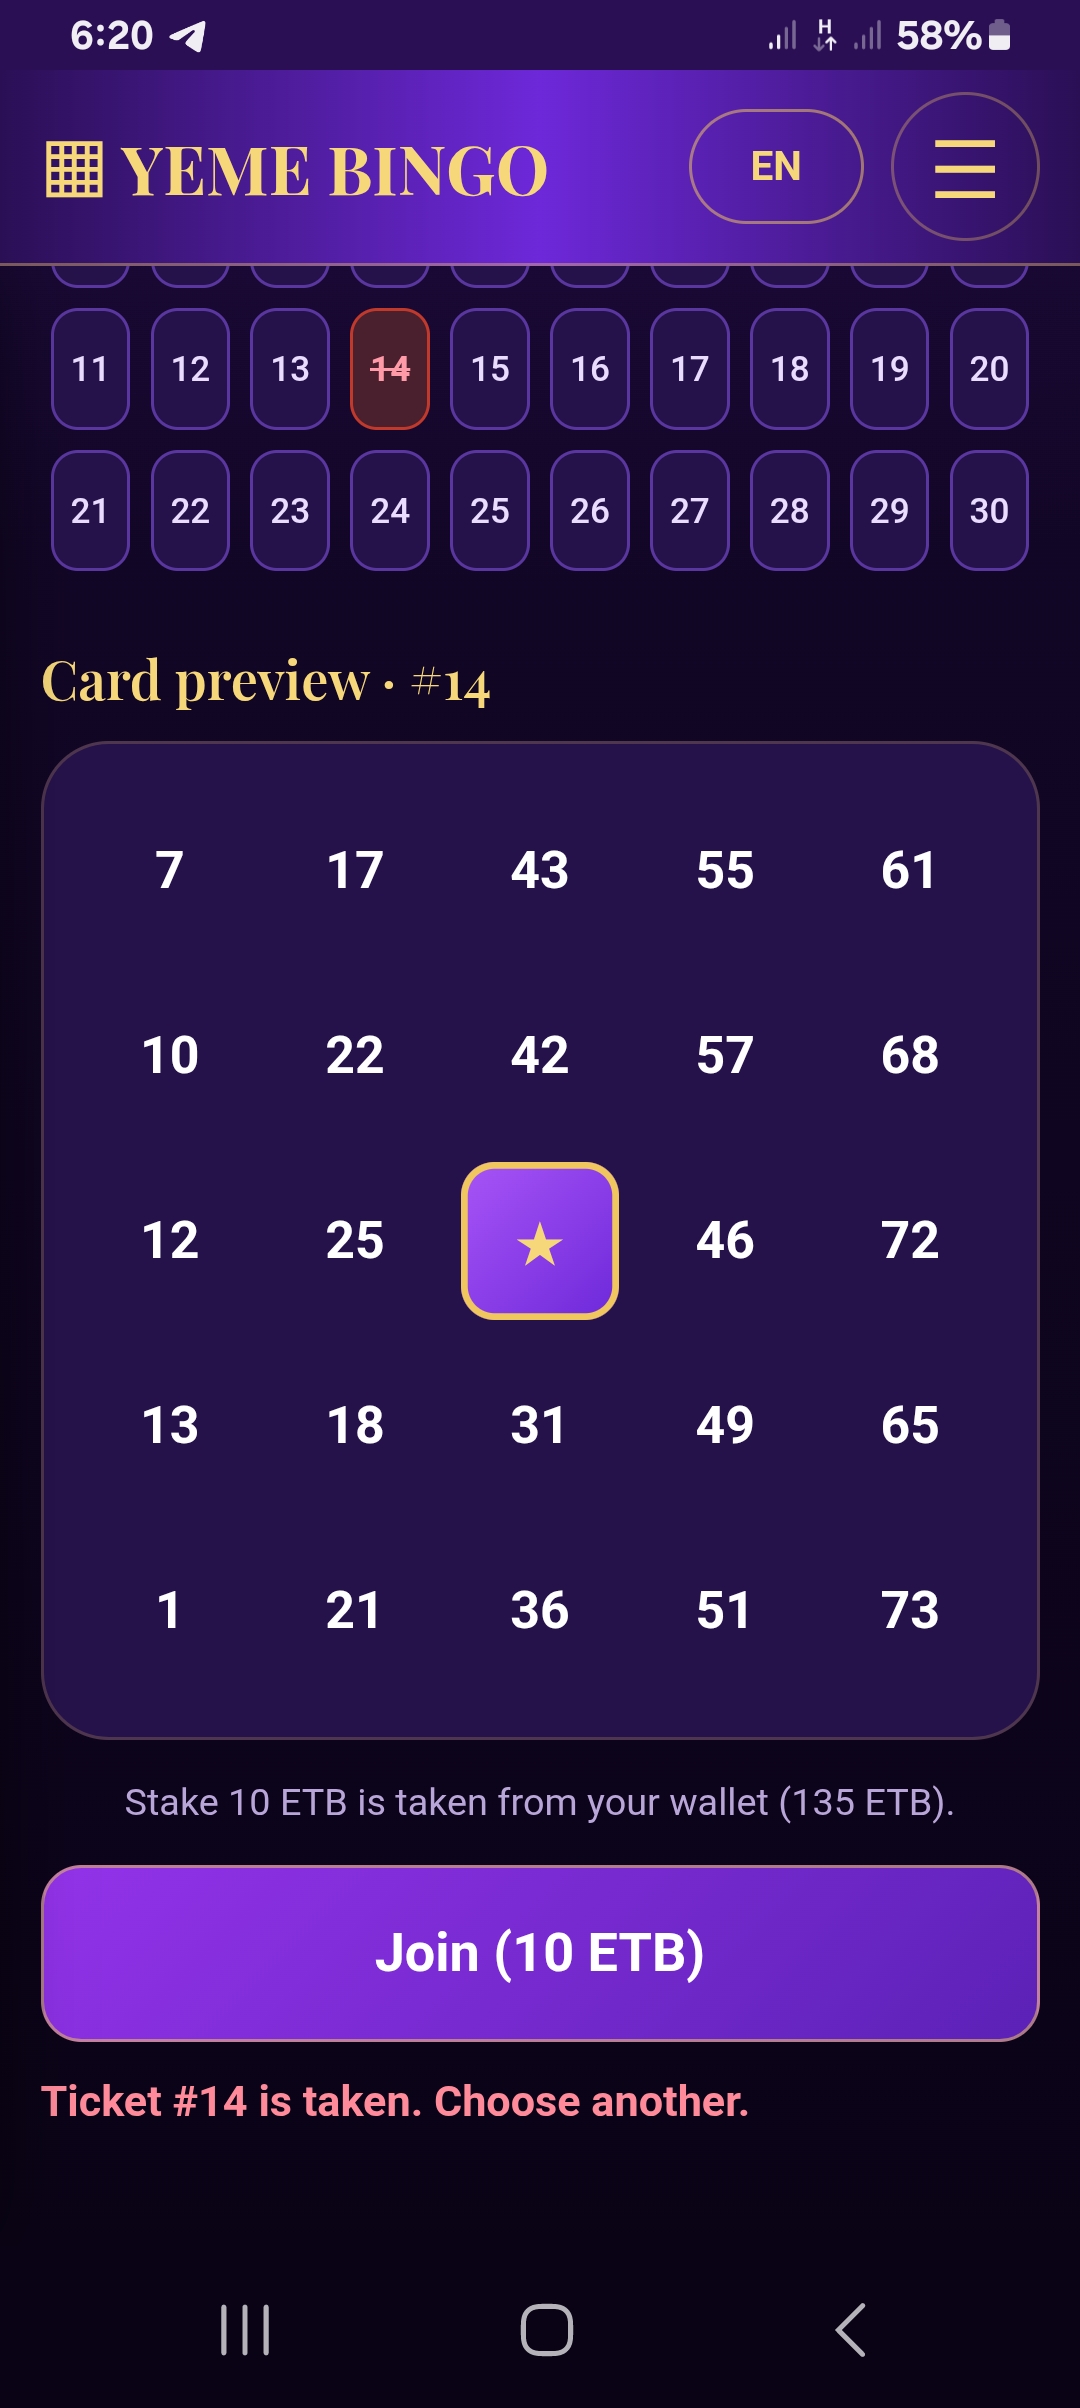 6:20 H 58%
YEME BINGO EN
11 12 13 14 15 16 17 18 19 20
21 22 23 24 25 26 27 28 29 30
Card preview · #14
7 17 43 55 61
10 22 42 57 68
12 25 ★ 46 72
13 18 31 49 65
1 21 36 51 73
Stake 10 ETB is taken from your wallet (135 ETB).
Join (10 ETB)
Ticket #14 is taken. Choose another.